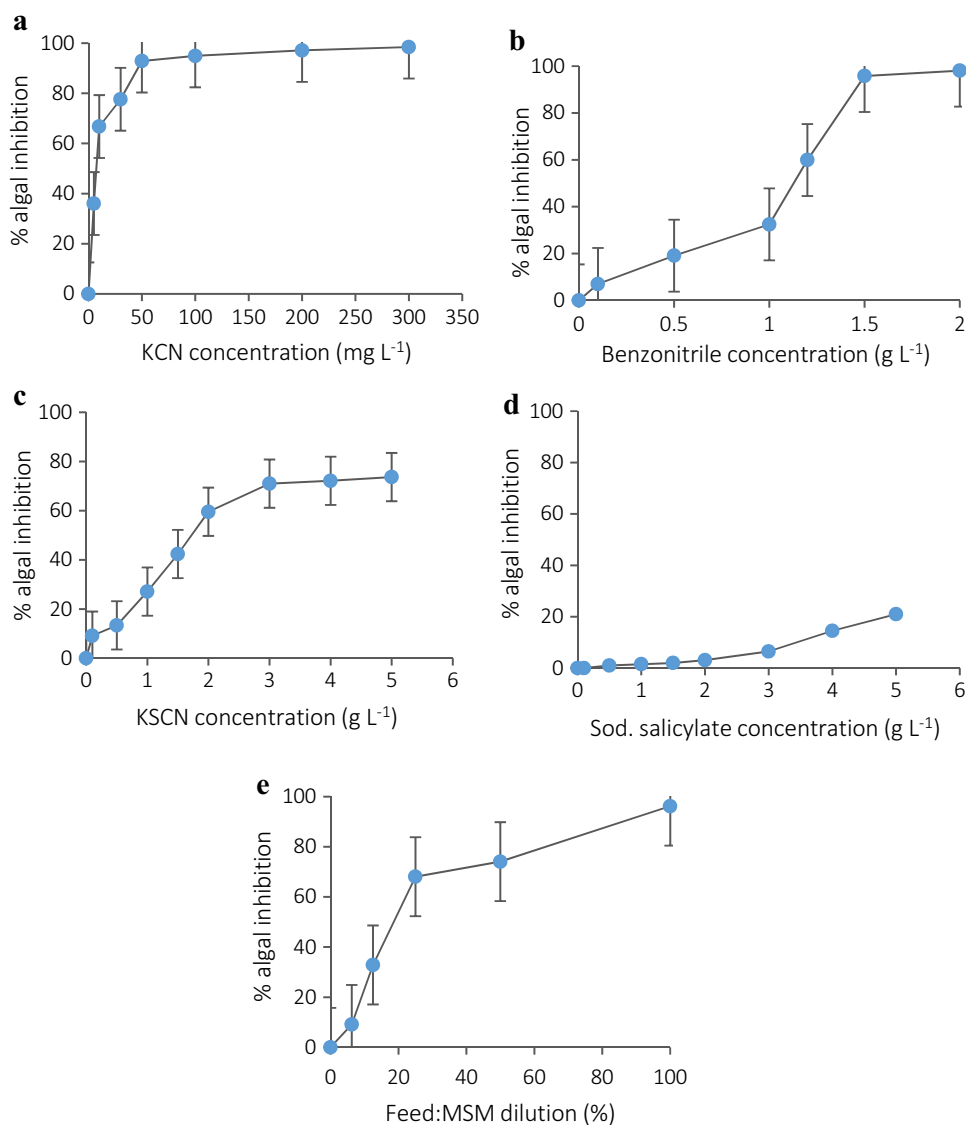 a
100
80
60
40
20
0
% algal inhibition
0 50 100 150 200 250 300 350
KCN concentration (mg L⁻¹)
b
100
80
60
40
20
0
% algal inhibition
0 0.5 1 1.5 2
Benzonitrile concentration (g L⁻¹)
c
100
80
60
40
20
0
% algal inhibition
0 1 2 3 4 5 6
KSCN concentration (g L⁻¹)
d
100
80
60
40
20
0
% algal inhibition
0 1 2 3 4 5 6
Sod. salicylate concentration (g L⁻¹)
e
100
80
60
40
20
0
% algal inhibition
0 20 40 60 80 100
Feed:MSM dilution (%)